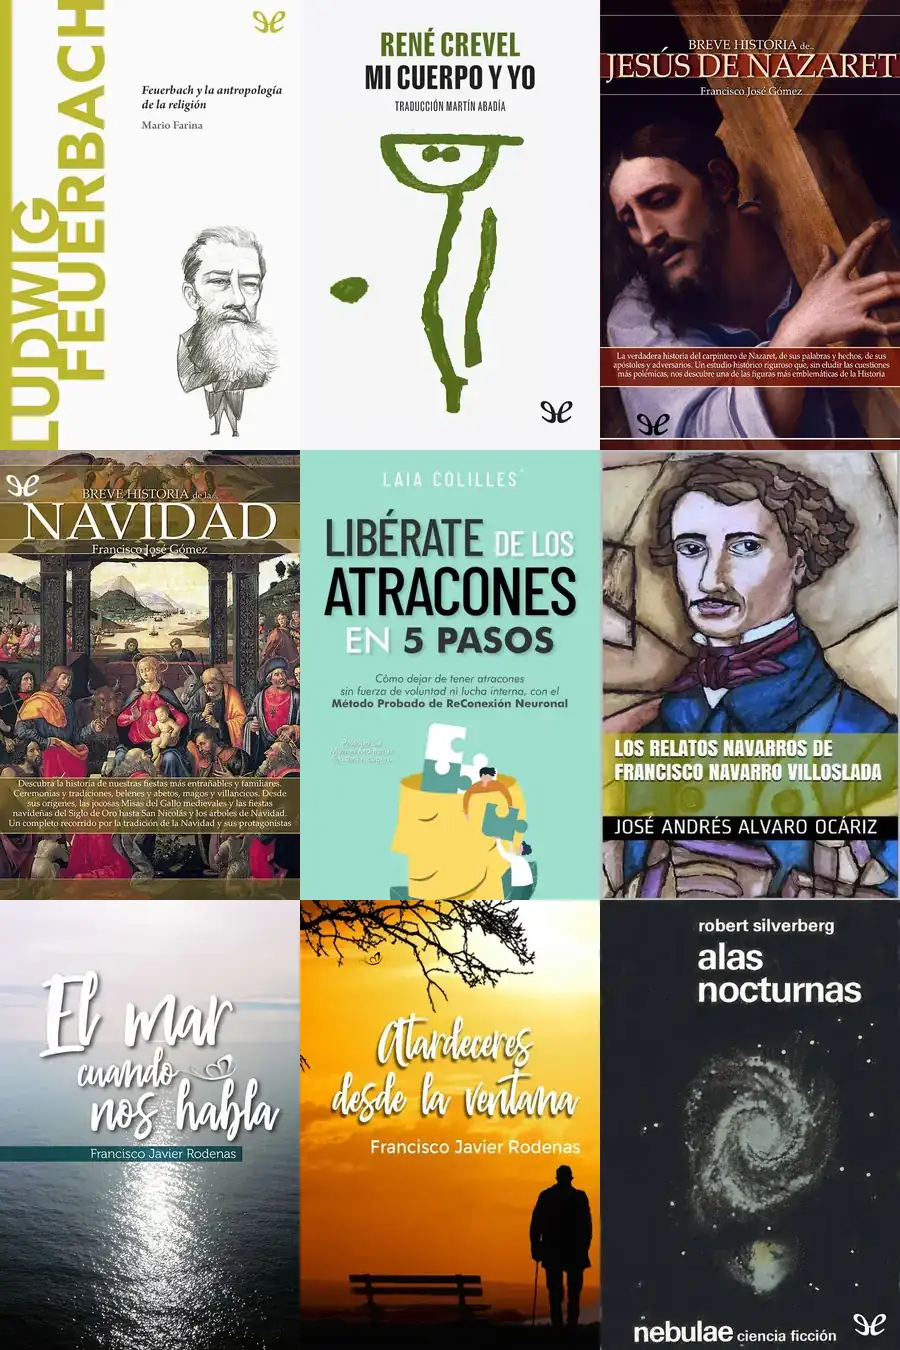 LUDWIG
FEUERBACH
Feuerbach y la antropología
de la religión
Mario Farina
RENÉ CREVEL
MI CUERPO Y YO
TRADUCCIÓN MARTÍN ABADÍA
BREVE HISTORIA de...
JESÚS DE NAZARET
Francisco José Gómez
La verdadera historia del carpintero de Nazaret, de sus palabras y hechos, de sus
apóstoles y adversarios. Un estudio histórico riguroso que, sin eludir las cuestiones
más polémicas, nos descubre una de las figuras más emblemáticas de la Historia
BREVE HISTORIA de la...
NAVIDAD
Francisco José Gómez
Descubra la historia de nuestras fiestas más entrañables y familiares.
Ceremonias y tradiciones, belenes y abetos, magos y villancicos. Desde
sus orígenes, las jocosas Misas del Gallo medievales y las fiestas
navideñas del Siglo de Oro hasta San Nicolás y los árboles de Navidad.
Un completo recorrido por la tradición de la Navidad y sus protagonistas
LAIA COLILLES
LIBÉRATE DE LOS
ATRACONES
EN 5 PASOS
Cómo dejar de tener atracones
sin fuerza de voluntad ni lucha interna, con el
Método Probado de ReConexión Neuronal
LOS RELATOS NAVARROS DE
FRANCISCO NAVARRO VILLOSLADA
JOSÉ ANDRÉS ALVARO OCÁRIZ
El mar
cuando
nos habla
Francisco Javier Rodenas
Atardeceres
desde la ventana
Francisco Javier Rodenas
robert silverberg
alas
nocturnas
nebulae ciencia ficción